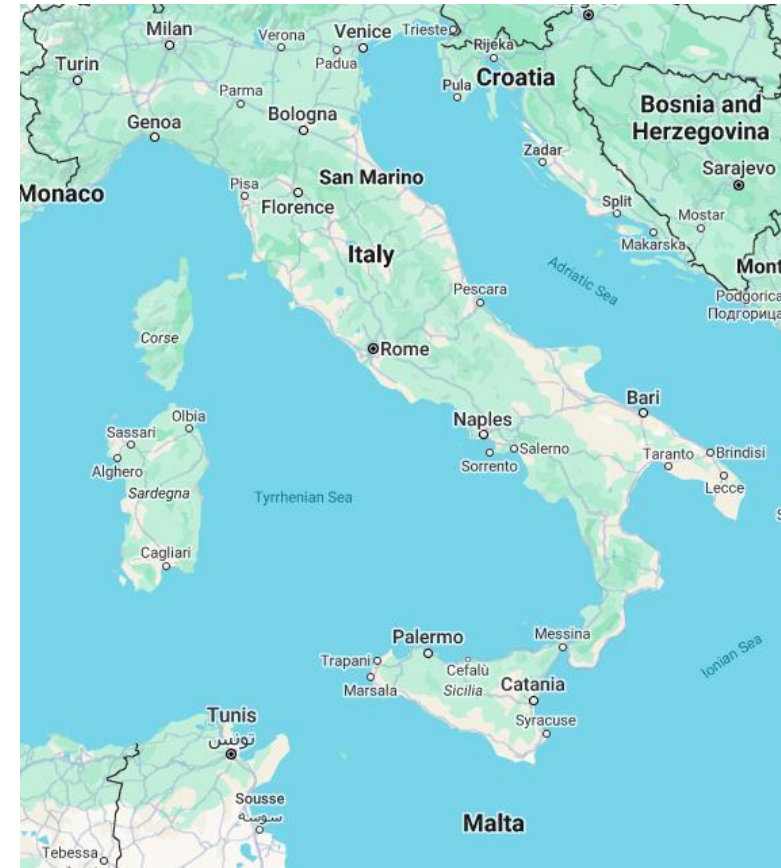 Milan
Verona
Venice
Trieste
Rijeka
Turin
Padua
Pula
Croatia
Parma
Bologna
Bosnia and
Herzegovina
Genoa
Zadar
Sarajevo
Monaco
Pisa
San Marino
Florence
Split
Mostar
Makarska
Italy
Adriatic Sea
Mont
Pescara
Podgorica
Подгорица
Corse
Rome
Bari
Olbia
Naples
Sassari
Salerno
Taranto
Brindisi
Alghero
Sorrento
Lecce
Sardegna
Tyrrhenian Sea
Cagliari
Palermo
Messina
Ionian Sea
Trapani
Cefalù
Marsala
Sicilia
Catania
Tunis
تونس
Syracuse
Sousse
سوسة
Malta
Tebessa